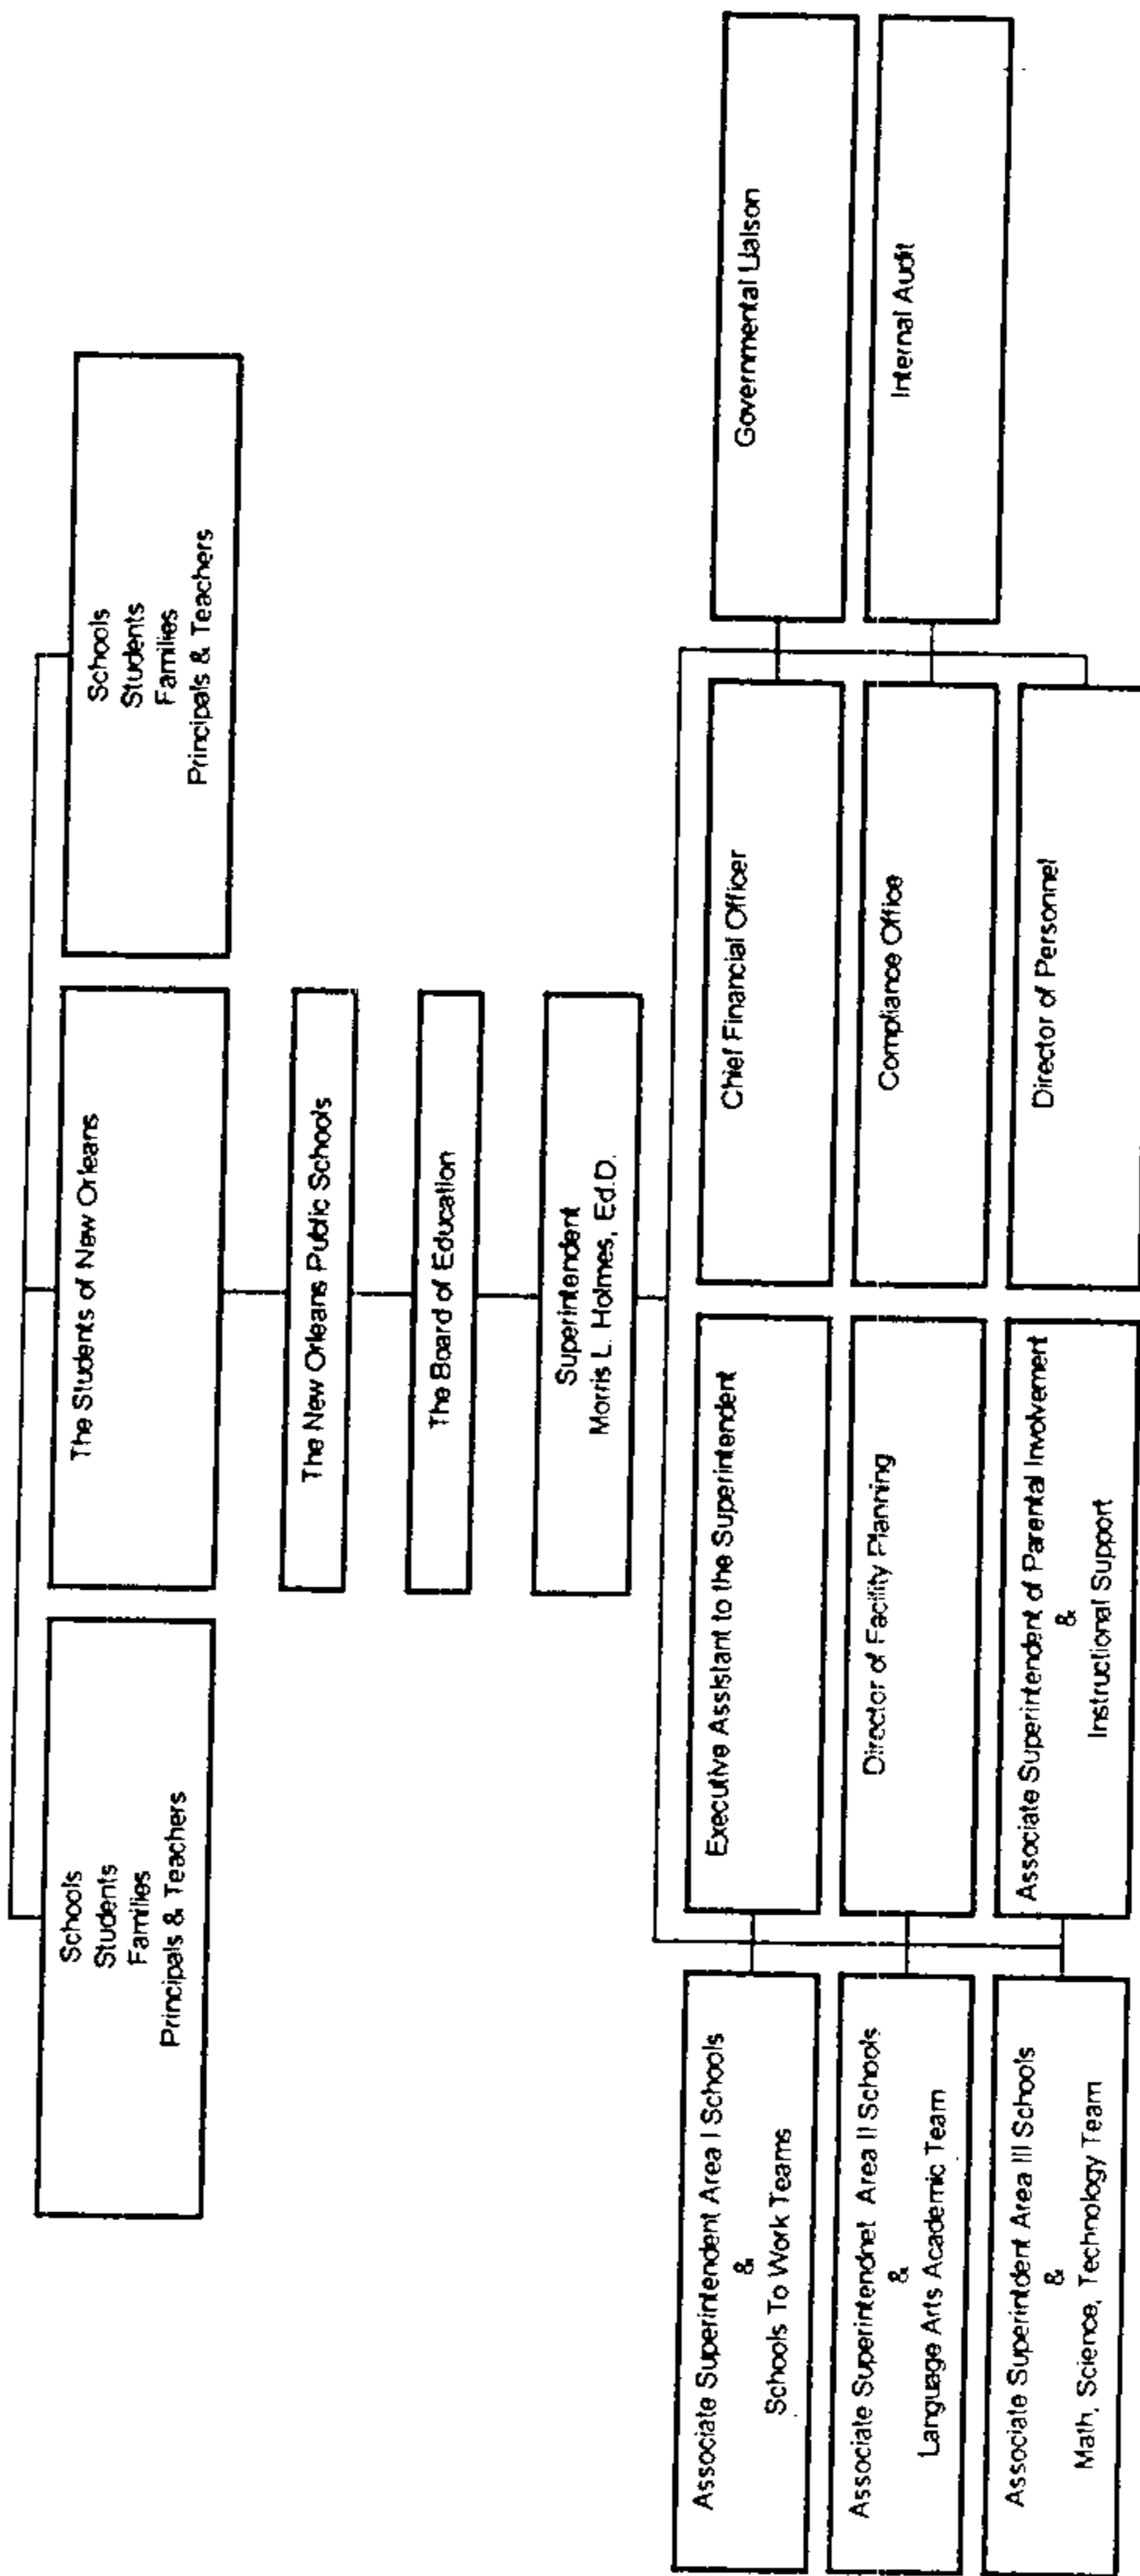 Schools
Students
Families
Principals & Teachers
The Students of New Orleans
Schools
Students
Families
Principals & Teachers
The New Orleans Public Schools
The Board of Education
Superintendent
Morris L. Holmes, Ed.D.
Associate Superintendent Area I Schools
&
Schools To Work Teams
Executive Assistant to the Superintendent
Chief Financial Officer
Governmental Liaison
Associate Superintendnet Area II Schools
&
Language Arts Academic Team
Director of Facility Planning
Compliance Office
Internal Audit
Associate Superintdent Area III Schools
&
Math, Science, Technology Team
Associate Superintendent of Parental Involvement
&
Instructional Support
Director of Personnel